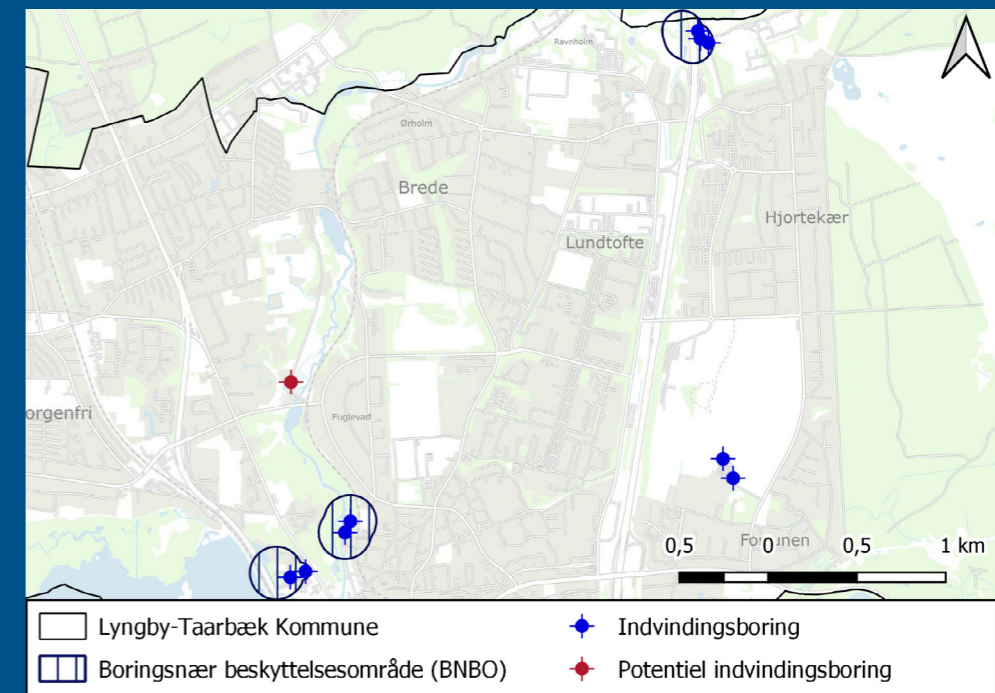 Ravnholm
Ørholm
Brede
Hjortekær
Lundtofte
orgenfri
Fuglevad
0,5 0 0,5 1 km
Lyngby-Taarbæk Kommune
Indvindingsboring
Boringsnær beskyttelsesområde (BNBO)
Potentiel indvindingsboring